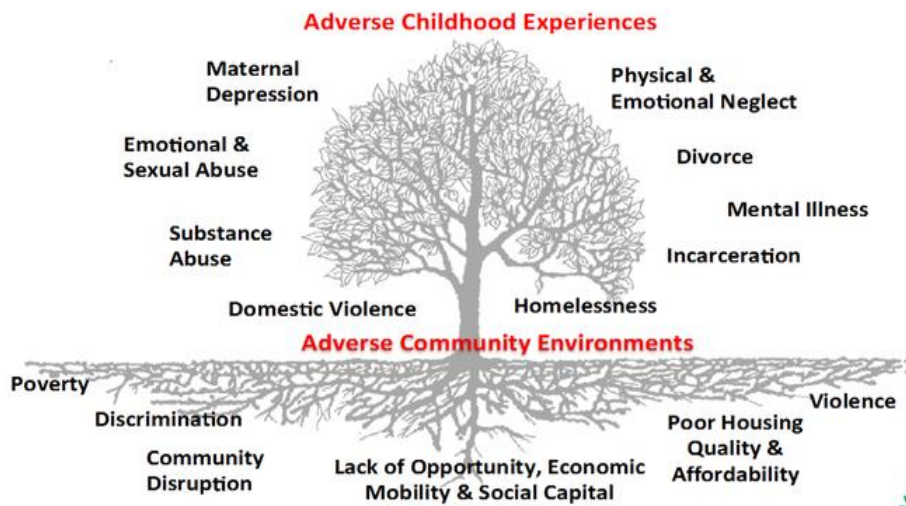 Adverse Childhood Experiences
Maternal
Depression
Physical &
Emotional Neglect
Emotional &
Sexual Abuse
Divorce
Mental Illness
Substance
Abuse
Incarceration
Domestic Violence
Homelessness
Adverse Community Environments
Poverty
Violence
Discrimination
Poor Housing
Quality &
Affordability
Community
Disruption
Lack of Opportunity, Economic
Mobility & Social Capital